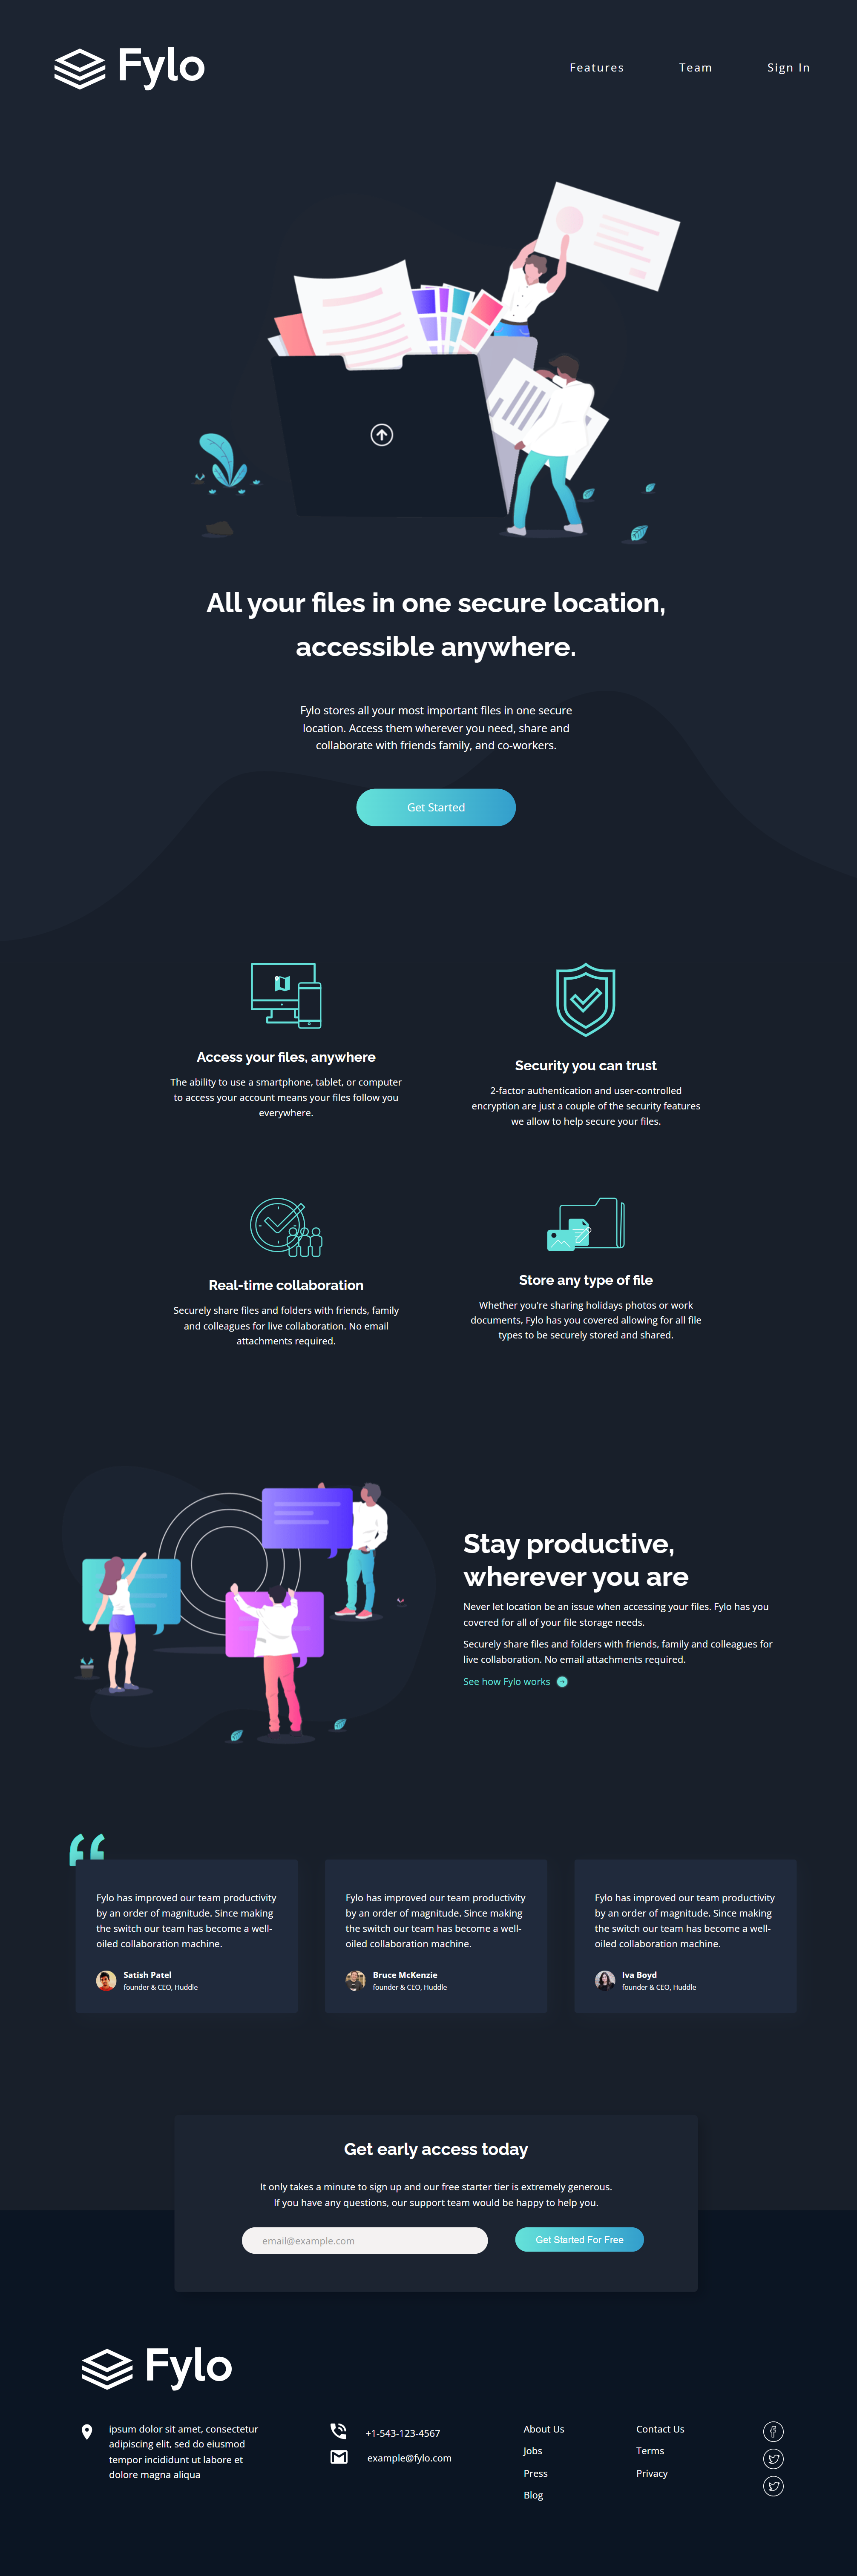 Fylo
Features
Team
Sign In
All your files in one secure location,
accessible anywhere.
Fylo stores all your most important files in one secure
location. Access them wherever you need, share and
collaborate with friends family, and co-workers.
Get Started
Access your files, anywhere
The ability to use a smartphone, tablet, or computer
to access your account means your files follow you
everywhere.
Security you can trust
2-factor authentication and user-controlled
encryption are just a couple of the security features
we allow to help secure your files.
Real-time collaboration
Securely share files and folders with friends, family
and colleagues for live collaboration. No email
attachments required.
Store any type of file
Whether you're sharing holidays photos or work
documents, Fylo has you covered allowing for all file
types to be securely stored and shared.
Stay productive,
wherever you are
Never let location be an issue when accessing your files. Fylo has you
covered for all of your file storage needs.
Securely share files and folders with friends, family and colleagues for
live collaboration. No email attachments required.
See how Fylo works
Fylo has improved our team productivity
by an order of magnitude. Since making
the switch our team has become a well-
oiled collaboration machine.
Satish Patel
founder & CEO, Huddle
Fylo has improved our team productivity
by an order of magnitude. Since making
the switch our team has become a well-
oiled collaboration machine.
Bruce McKenzie
founder & CEO, Huddle
Fylo has improved our team productivity
by an order of magnitude. Since making
the switch our team has become a well-
oiled collaboration machine.
Iva Boyd
founder & CEO, Huddle
Get early access today
It only takes a minute to sign up and our free starter tier is extremely generous.
If you have any questions, our support team would be happy to help you.
email@example.com
Get Started For Free
Fylo
ipsum dolor sit amet, consectetur
adipiscing elit, sed do eiusmod
tempor incididunt ut labore et
dolore magna aliqua
+1-543-123-4567
example@fylo.com
About Us
Jobs
Press
Blog
Contact Us
Terms
Privacy